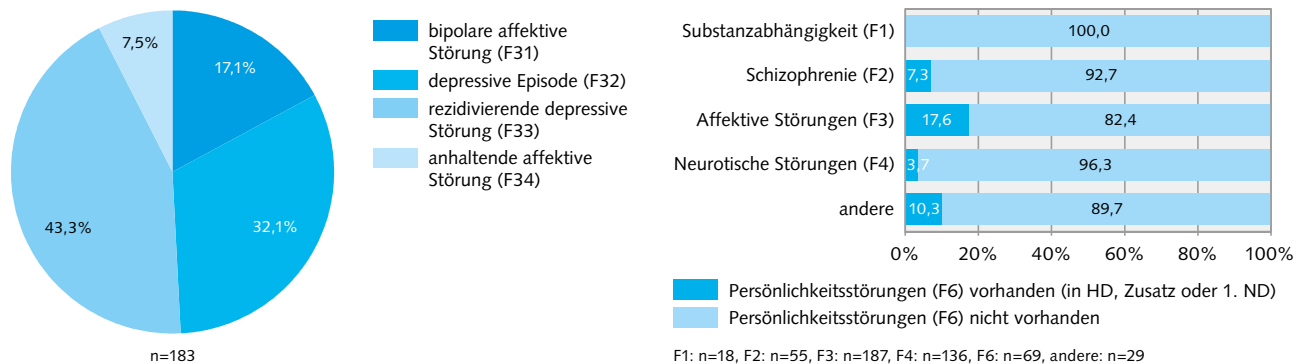 7,5%
17,1%
43,3%
32,1%
n=183
bipolare affektive
Störung (F31)
depressive Episode (F32)
rezidivierende depressive
Störung (F33)
anhaltende affektive
Störung (F34)
Substanzabhängigkeit (F1)
100,0
Schizophrenie (F2)
7,3
92,7
Affektive Störungen (F3)
17,6
82,4
Neurotische Störungen (F4)
3,7
96,3
andere
10,3
89,7
0%
20%
40%
60%
80%
100%
Persönlichkeitsstörungen (F6) vorhanden (in HD, Zusatz oder 1. ND)
Persönlichkeitsstörungen (F6) nicht vorhanden
F1: n=18, F2: n=55, F3: n=187, F4: n=136, F6: n=69, andere: n=29